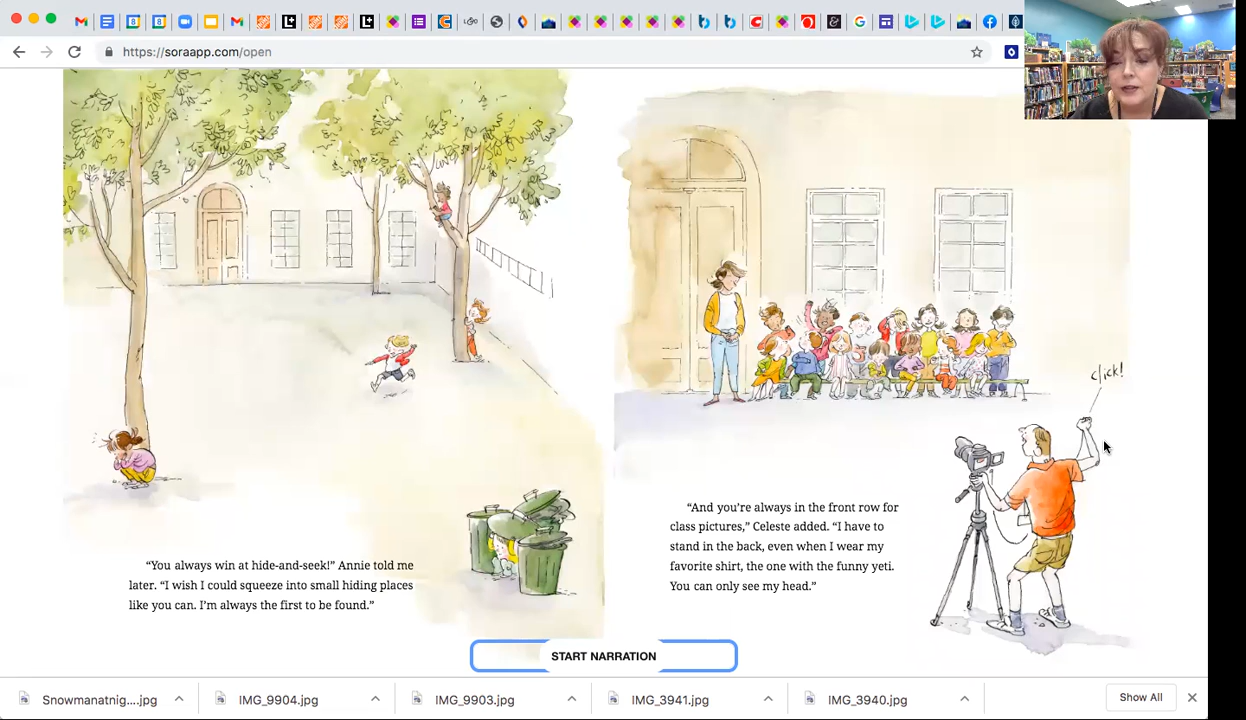 https://soraapp.com/open
click!
“You always win at hide-and-seek!” Annie told me
later. “I wish I could squeeze into small hiding places
like you can. I’m always the first to be found.”
“And you’re always in the front row for
class pictures,” Celeste added. “I have to
stand in the back, even when I wear my
favorite shirt, the one with the funny yeti.
You can only see my head.”
START NARRATION
Snowmanatnig....jpg
IMG_9904.jpg
IMG_9903.jpg
IMG_3941.jpg
IMG_3940.jpg
Show All